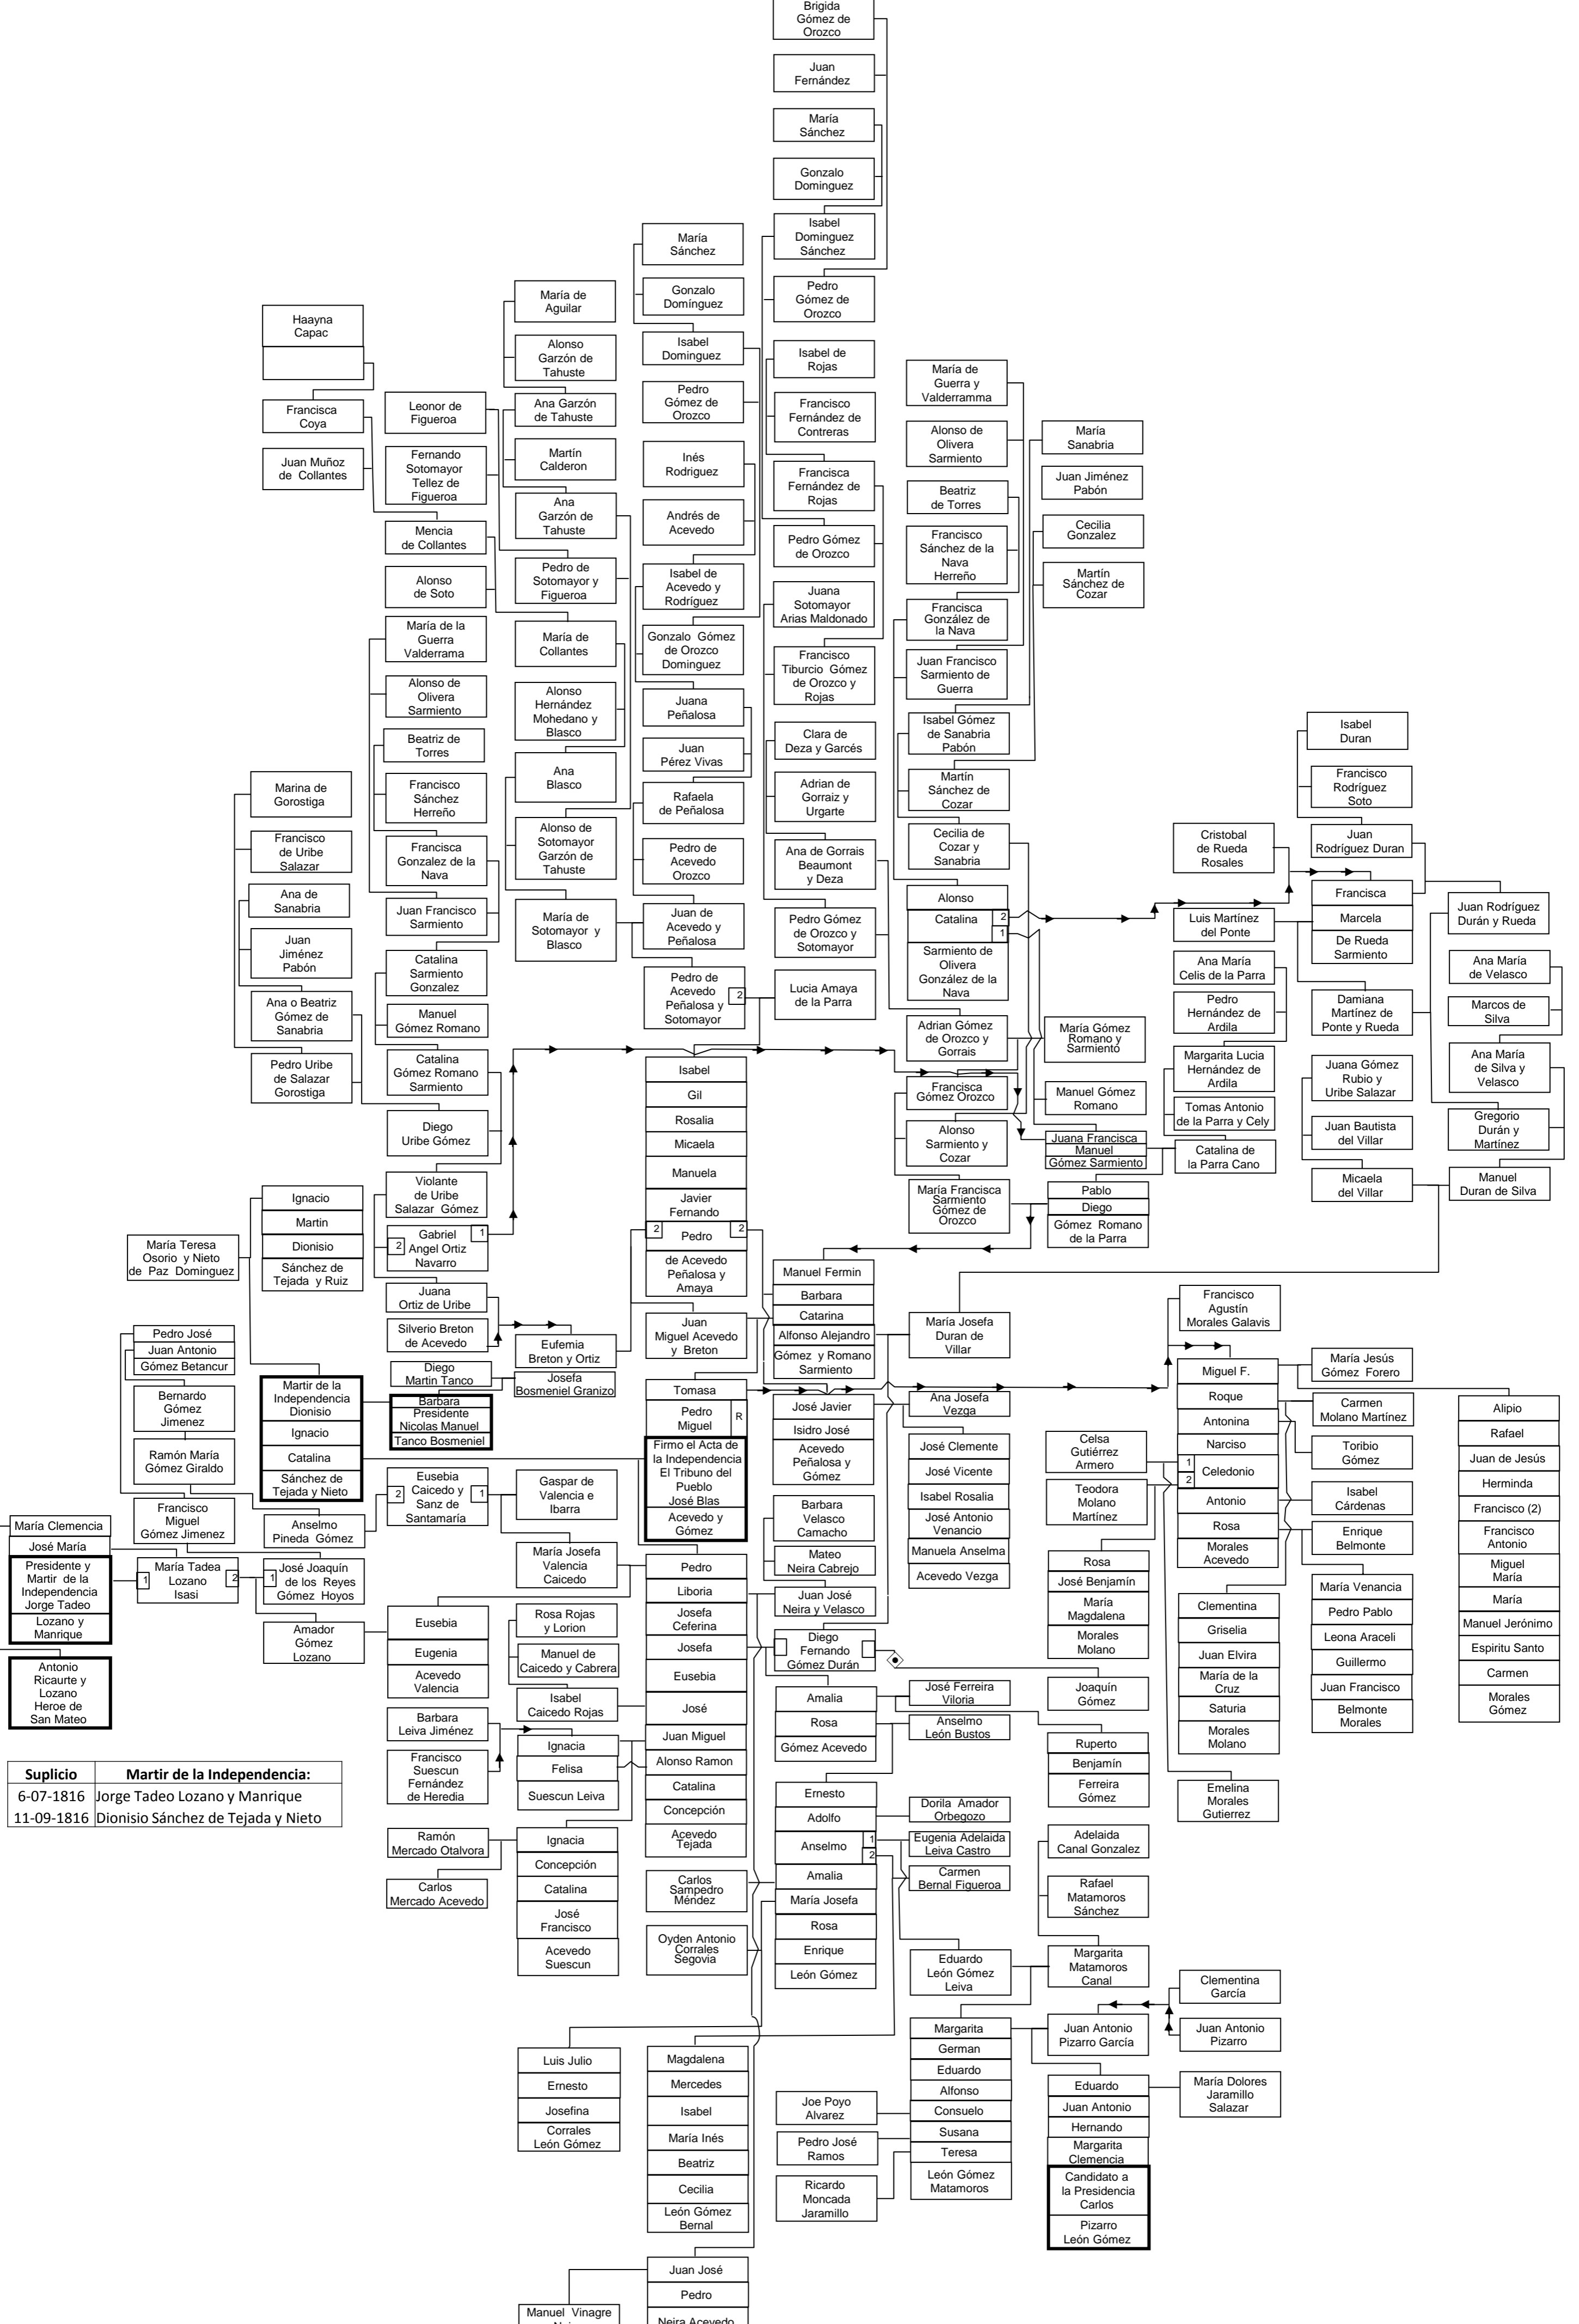 Brigida
Gómez de
Orozco
Juan
Fernández
María
Sánchez
Gonzalo
Dominguez
Isabel
Dominguez
Sánchez
Pedro
Gómez de
Orozco
Isabel de
Rojas
Francisco
Fernández de
Contreras
Francisca
Fernández de
Rojas
Pedro Gómez
de Orozco
Juana
Sotomayor
Arias Maldonado
Francisco
Tiburcio Gómez
de Orozco y
Rojas
Clara de
Deza y Garcés
Adrian de
Gorraiz y
Urgarte
Ana de Gorrais
Beaumont
y Deza
Pedro Gómez
de Orozco y
Sotomayor
Lucia Amaya
de la Parra
María
Sánchez
Gonzalo
Domínguez
Isabel
Dominguez
Pedro
Gómez de
Orozco
Inés
Rodriguez
Andrés de
Acevedo
Isabel de
Acevedo y
Rodríguez
Gonzalo Gómez
de Orozco
Dominguez
Juana
Peñalosa
Juan
Pérez Vivas
Rafaela
de Peñalosa
Pedro de
Acevedo
Orozco
Juan de
Acevedo y
Peñalosa
Pedro de
Acevedo
Peñalosa y
Sotomayor
2
María de
Aguilar
Alonso
Garzón de
Tahuste
Ana Garzón
de Tahuste
Martín
Calderon
Ana
Garzón de
Tahuste
Pedro de
Sotomayor y
Figueroa
María de
Collantes
Alonso
Hernández
Mohedano y
Blasco
Ana
Blasco
Alonso de
Sotomayor
Garzón de
Tahuste
María de
Sotomayor y
Blasco
Haayna
Capac
Francisca
Coya
Juan Muñoz
de Collantes
Leonor de
Figueroa
Fernando
Sotomayor
Tellez de
Figueroa
Mencia
de Collantes
Alonso
de Soto
María de la
Guerra
Valderrama
Alonso de
Olivera
Sarmiento
Beatriz de
Torres
Francisco
Sánchez
Herreño
Francisca
Gonzalez de la
Nava
Juan Francisco
Sarmiento
Catalina
Sarmiento
Gonzalez
Manuel
Gómez Romano
Catalina
Gómez Romano
Sarmiento
Diego
Uribe Gómez
Violante
de Uribe
Salazar Gómez
Gabriel
Angel Ortiz
Navarro
1
2
Juana
Ortiz de Uribe
Silverio Breton
de Acevedo
Eufemia
Breton y Ortiz
Marina de
Gorostiga
Francisco
de Uribe
Salazar
Ana de
Sanabria
Juan
Jiménez
Pabón
Ana o Beatriz
Gómez de
Sanabria
Pedro Uribe
de Salazar
Gorostiga
María de
Guerra y
Valderramma
Alonso de
Olivera
Sarmiento
Beatriz
de Torres
Francisco
Sánchez de la
Nava
Herreño
Francisca
González de
la Nava
Juan Francisco
Sarmiento de
Guerra
Isabel Gómez
de Sanabria
Pabón
Martín
Sánchez de
Cozar
Cecilia de
Cozar y
Sanabria
Alonso
Catalina
2
1
Sarmiento de
Olivera
González de la
Nava
Adrian Gómez
de Orozco y
Gorrais
Francisca
Gómez Orozco
Alonso
Sarmiento y
Cozar
María Francisca
Sarmiento
Gómez de
Orozco
María
Sanabria
Juan Jiménez
Pabón
Cecilia
Gonzalez
Martín
Sánchez de
Cozar
María Gómez
Romano y
Sarmiento
Manuel Gómez
Romano
Juana Francisca
Manuel
Gómez Sarmiento
Pablo
Diego
Gómez Romano
de la Parra
Cristobal
de Rueda
Rosales
Luis Martínez
del Ponte
Ana María
Celis de la Parra
Pedro
Hernández de
Ardila
Margarita Lucia
Hernández de
Ardila
Tomas Antonio
de la Parra y Cely
Catalina de
la Parra Cano
Isabel
Duran
Francisco
Rodríguez
Soto
Juan
Rodríguez Duran
Francisca
Marcela
De Rueda
Sarmiento
Damiana
Martínez de
Ponte y Rueda
Juana Gómez
Rubio y
Uribe Salazar
Juan Bautista
del Villar
Micaela
del Villar
Juan Rodríguez
Durán y Rueda
Ana María
de Velasco
Marcos de
Silva
Ana María
de Silva y
Velasco
Gregorio
Durán y
Martínez
Manuel
Duran de Silva
Isabel
Gil
Rosalia
Micaela
Manuela
Javier
Fernando
2
Pedro
2
de Acevedo
Peñalosa y
Amaya
Juan
Miguel Acevedo
y Breton
Manuel Fermin
Barbara
Catarina
Alfonso Alejandro
Gómez y Romano
Sarmiento
María Josefa
Duran de
Villar
María Teresa
Osorio y Nieto
de Paz Dominguez
Ignacio
Martin
Dionisio
Sánchez de
Tejada y Ruiz
Martir de la
Independencia
Dionisio
Ignacio
Catalina
Sánchez de
Tejada y Nieto
Diego
Martin Tanco
Josefa
Bosmeniel Granizo
Barbara
Presidente
Nicolas Manuel
Tanco Bosmeniel
Tomasa
Pedro
Miguel
R
Firmo el Acta de
la Independencia
El Tribuno del
Pueblo
José Blas
Acevedo y
Gómez
José Javier
Isidro José
Acevedo
Peñalosa y
Gómez
Ana Josefa
Vezga
José Clemente
José Vicente
Isabel Rosalia
José Antonio
Venancio
Manuela Anselma
Acevedo Vezga
Francisco
Agustín
Morales Galavis
Miguel F.
Roque
Antonina
Narciso
1
2
Celedonio
Antonio
Rosa
Morales
Acevedo
María Jesús
Gómez Forero
Carmen
Molano Martínez
Toribio
Gómez
Isabel
Cárdenas
Enrique
Belmonte
Celsa
Gutiérrez
Armero
Teodora
Molano
Martínez
Rosa
José Benjamín
María
Magdalena
Morales
Molano
Clementina
Griselia
Juan Elvira
María de la
Cruz
Saturia
Morales
Molano
Emelina
Morales
Gutierrez
María Venancia
Pedro Pablo
Leona Araceli
Guillermo
Juan Francisco
Belmonte
Morales
Alipio
Rafael
Juan de Jesús
Herminda
Francisco (2)
Francisco
Antonio
Miguel
María
María
Manuel Jerónimo
Espiritu Santo
Carmen
Morales
Gómez
Pedro José
Juan Antonio
Gómez Betancur
Bernardo
Gómez
Jimenez
Ramón María
Gómez Giraldo
Francisco
Miguel
Gómez Jimenez
Anselmo
Pineda Gómez
María Clemencia
José María
Presidente y
Martir de la
Independencia
Jorge Tadeo
Lozano y
Manrique
1
María Tadea
Lozano
Isasi
2
1
José Joaquín
de los Reyes
Gómez Hoyos
Amador
Gómez
Lozano
Antonio
Ricaurte y
Lozano
Heroe de
San Mateo
2
Eusebia
Caicedo y
Sanz de
Santamaría
1
Gaspar de
Valencia e
Ibarra
María Josefa
Valencia
Caicedo
Eusebia
Eugenia
Acevedo
Valencia
Rosa Rojas
y Lorion
Manuel de
Caicedo y Cabrera
Isabel
Caicedo Rojas
Barbara
Leiva Jiménez
Francisco
Suescun
Fernández
de Heredia
Ignacia
Felisa
Suescun Leiva
Ramón
Mercado Otalvora
Carlos
Mercado Acevedo
Ignacia
Concepción
Catalina
José
Francisco
Acevedo
Suescun
Pedro
Liboria
Josefa
Ceferina
Josefa
Eusebia
José
Juan Miguel
Alonso Ramon
Catalina
Concepción
Acevedo
Tejada
Barbara
Velasco
Camacho
Mateo
Neira Cabrejo
Juan José
Neira y Velasco
Diego
Fernando
Gómez Durán
Joaquín
Gómez
Amalia
Rosa
Gómez Acevedo
José Ferreira
Viloria
Anselmo
León Bustos
Ruperto
Benjamín
Ferreira
Gómez
Ernesto
Adolfo
Anselmo
1
2
Amalia
María Josefa
Rosa
Enrique
León Gómez
Dorila Amador
Orbegozo
Eugenia Adelaida
Leiva Castro
Carmen
Bernal Figueroa
Carlos
Sampedro
Méndez
Oyden Antonio
Corrales
Segovia
Adelaida
Canal Gonzalez
Rafael
Matamoros
Sánchez
Eduardo
León Gómez
Leiva
Margarita
Matamoros
Canal
Clementina
García
Juan Antonio
Pizarro
Juan Antonio
Pizarro García
Margarita
German
Eduardo
Alfonso
Consuelo
Susana
Teresa
León Gómez
Matamoros
Joe Poyo
Alvarez
Pedro José
Ramos
Ricardo
Moncada
Jaramillo
Eduardo
Juan Antonio
Hernando
Margarita
Clemencia
Candidato a
la Presidencia
Carlos
Pizarro
León Gómez
María Dolores
Jaramillo
Salazar
Luis Julio
Ernesto
Josefina
Corrales
León Gómez
Magdalena
Mercedes
Isabel
María Inés
Beatriz
Cecilia
León Gómez
Bernal
Juan José
Pedro
Neira Acevedo
Manuel Vinagre
Suplicio Martir de la Independencia:
6-07-1816 Jorge Tadeo Lozano y Manrique
11-09-1816 Dionisio Sánchez de Tejada y Nieto